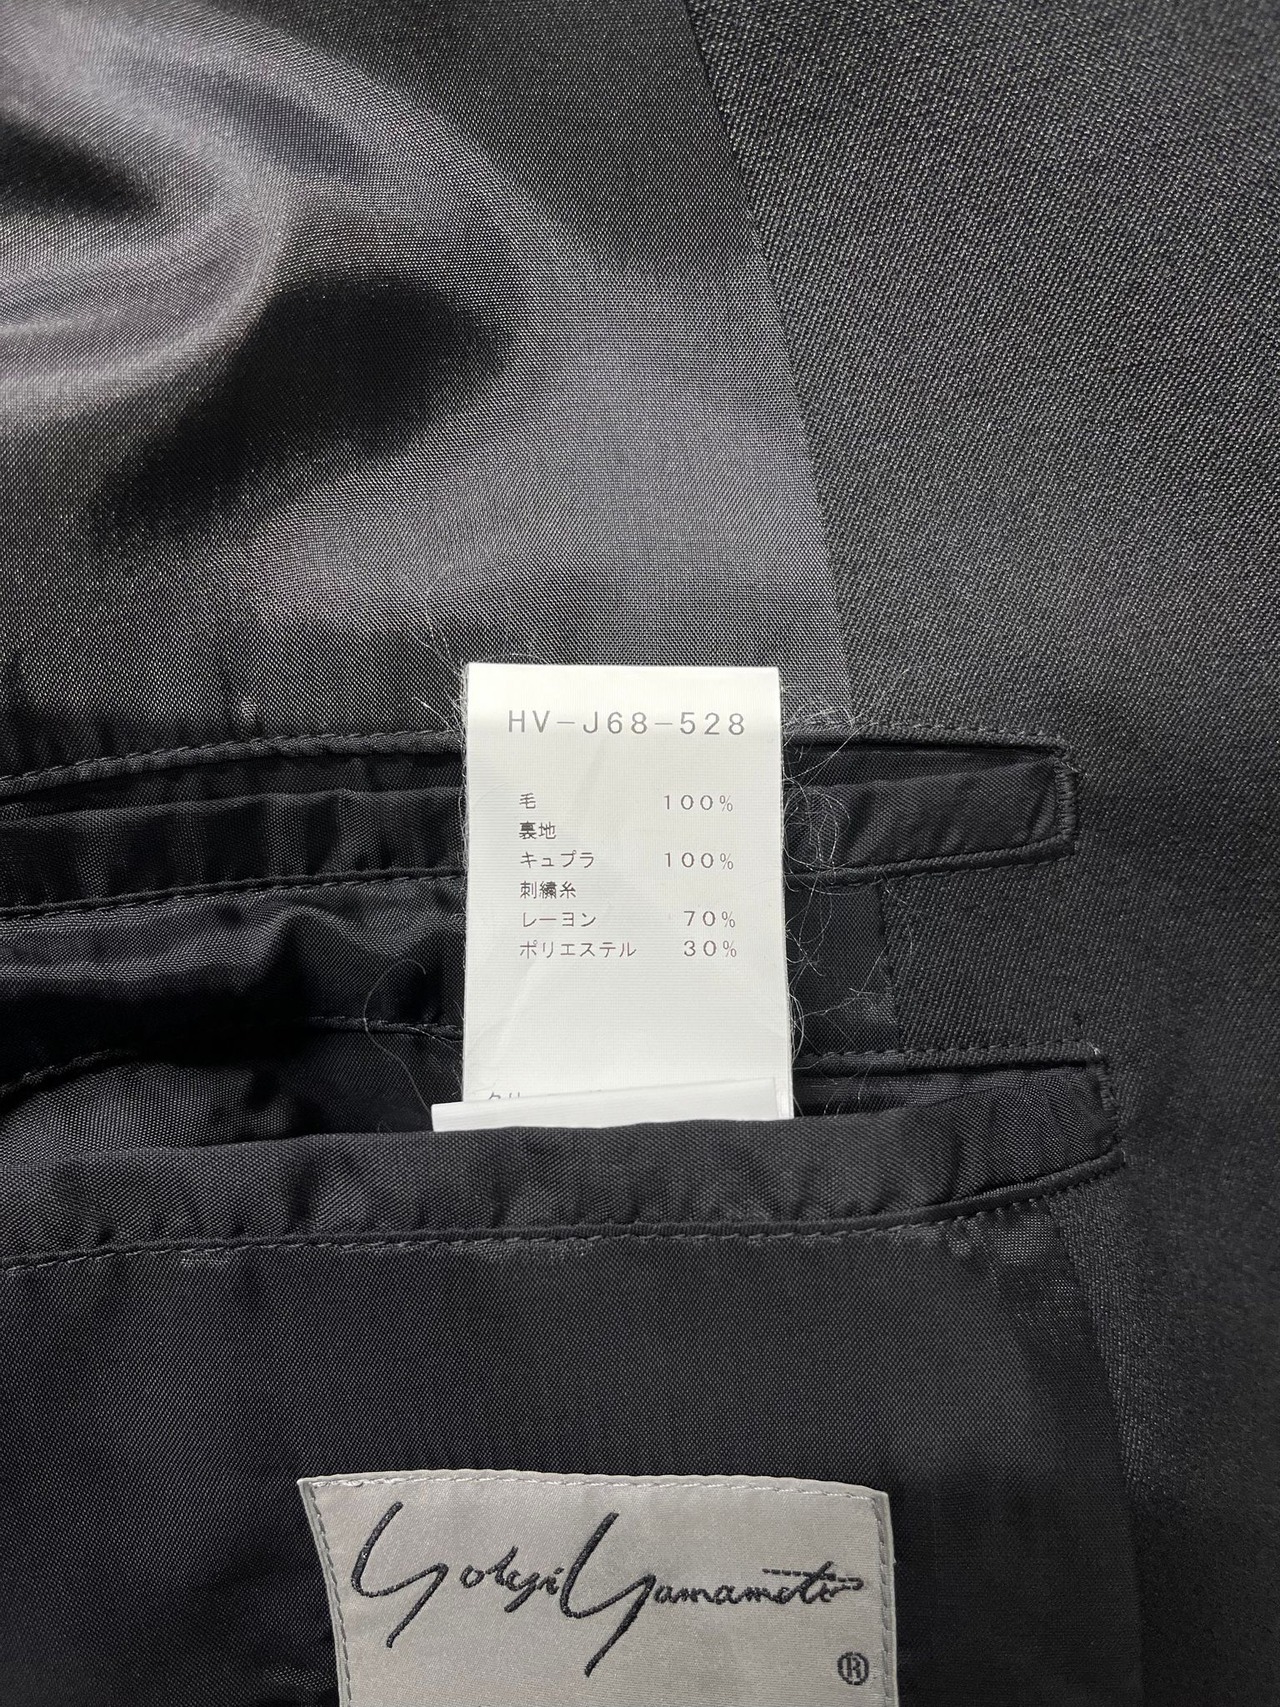 HV-J68-528
毛 100%
裏地
キュプラ 100%
刺繍糸
レーヨン 70%
ポリエステル 30%
Yohji Yamamoto
®